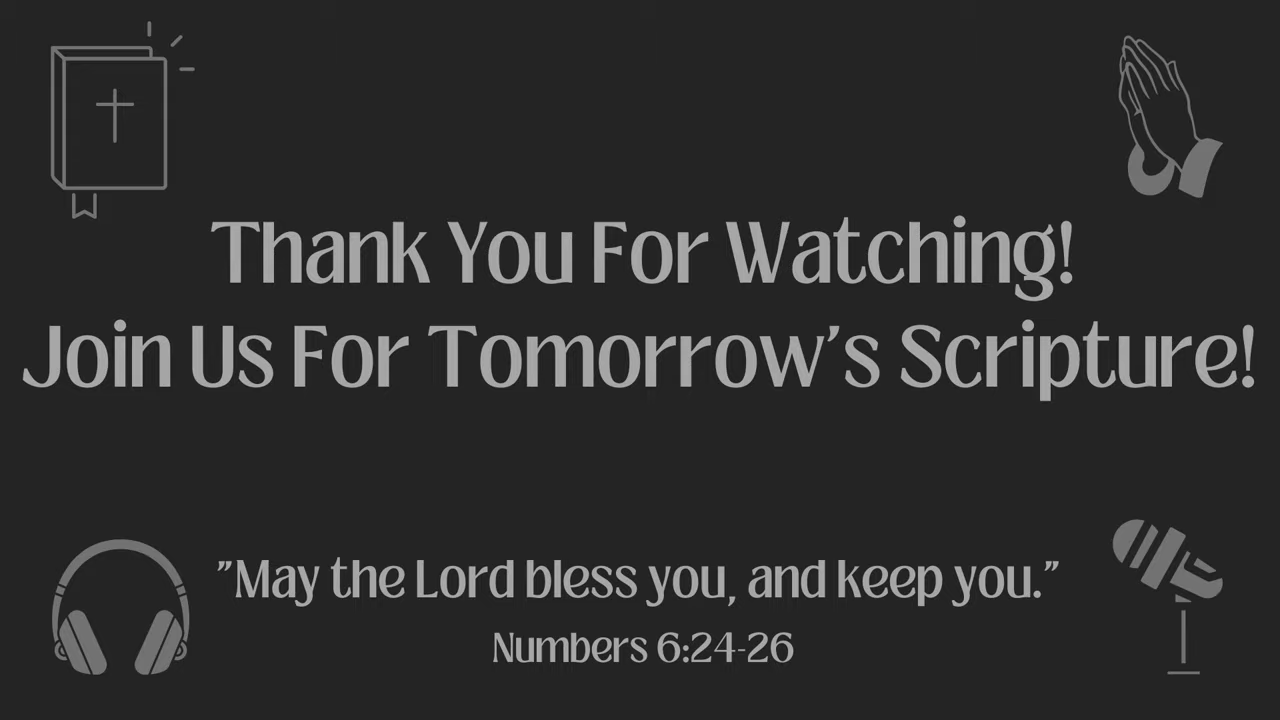 Thank You For Watching!
Join Us For Tomorrow’s Scripture!
”May the Lord bless you, and keep you.”
Numbers 6:24-26